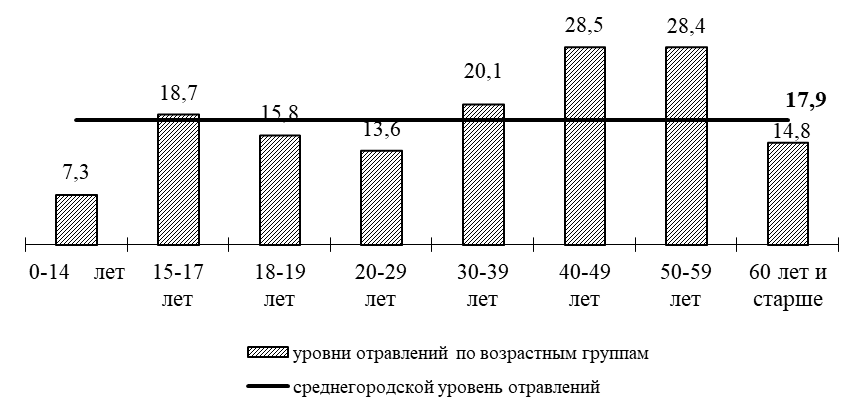 28,5
28,4
20,1
18,7
17,9
15,8
14,8
13,6
7,3
0-14 лет
15-17
лет
18-19
лет
20-29
лет
30-39
лет
40-49
лет
50-59
лет
60 лет и
старше
уровни отравлений по возрастным группам
среднегородской уровень отравлений